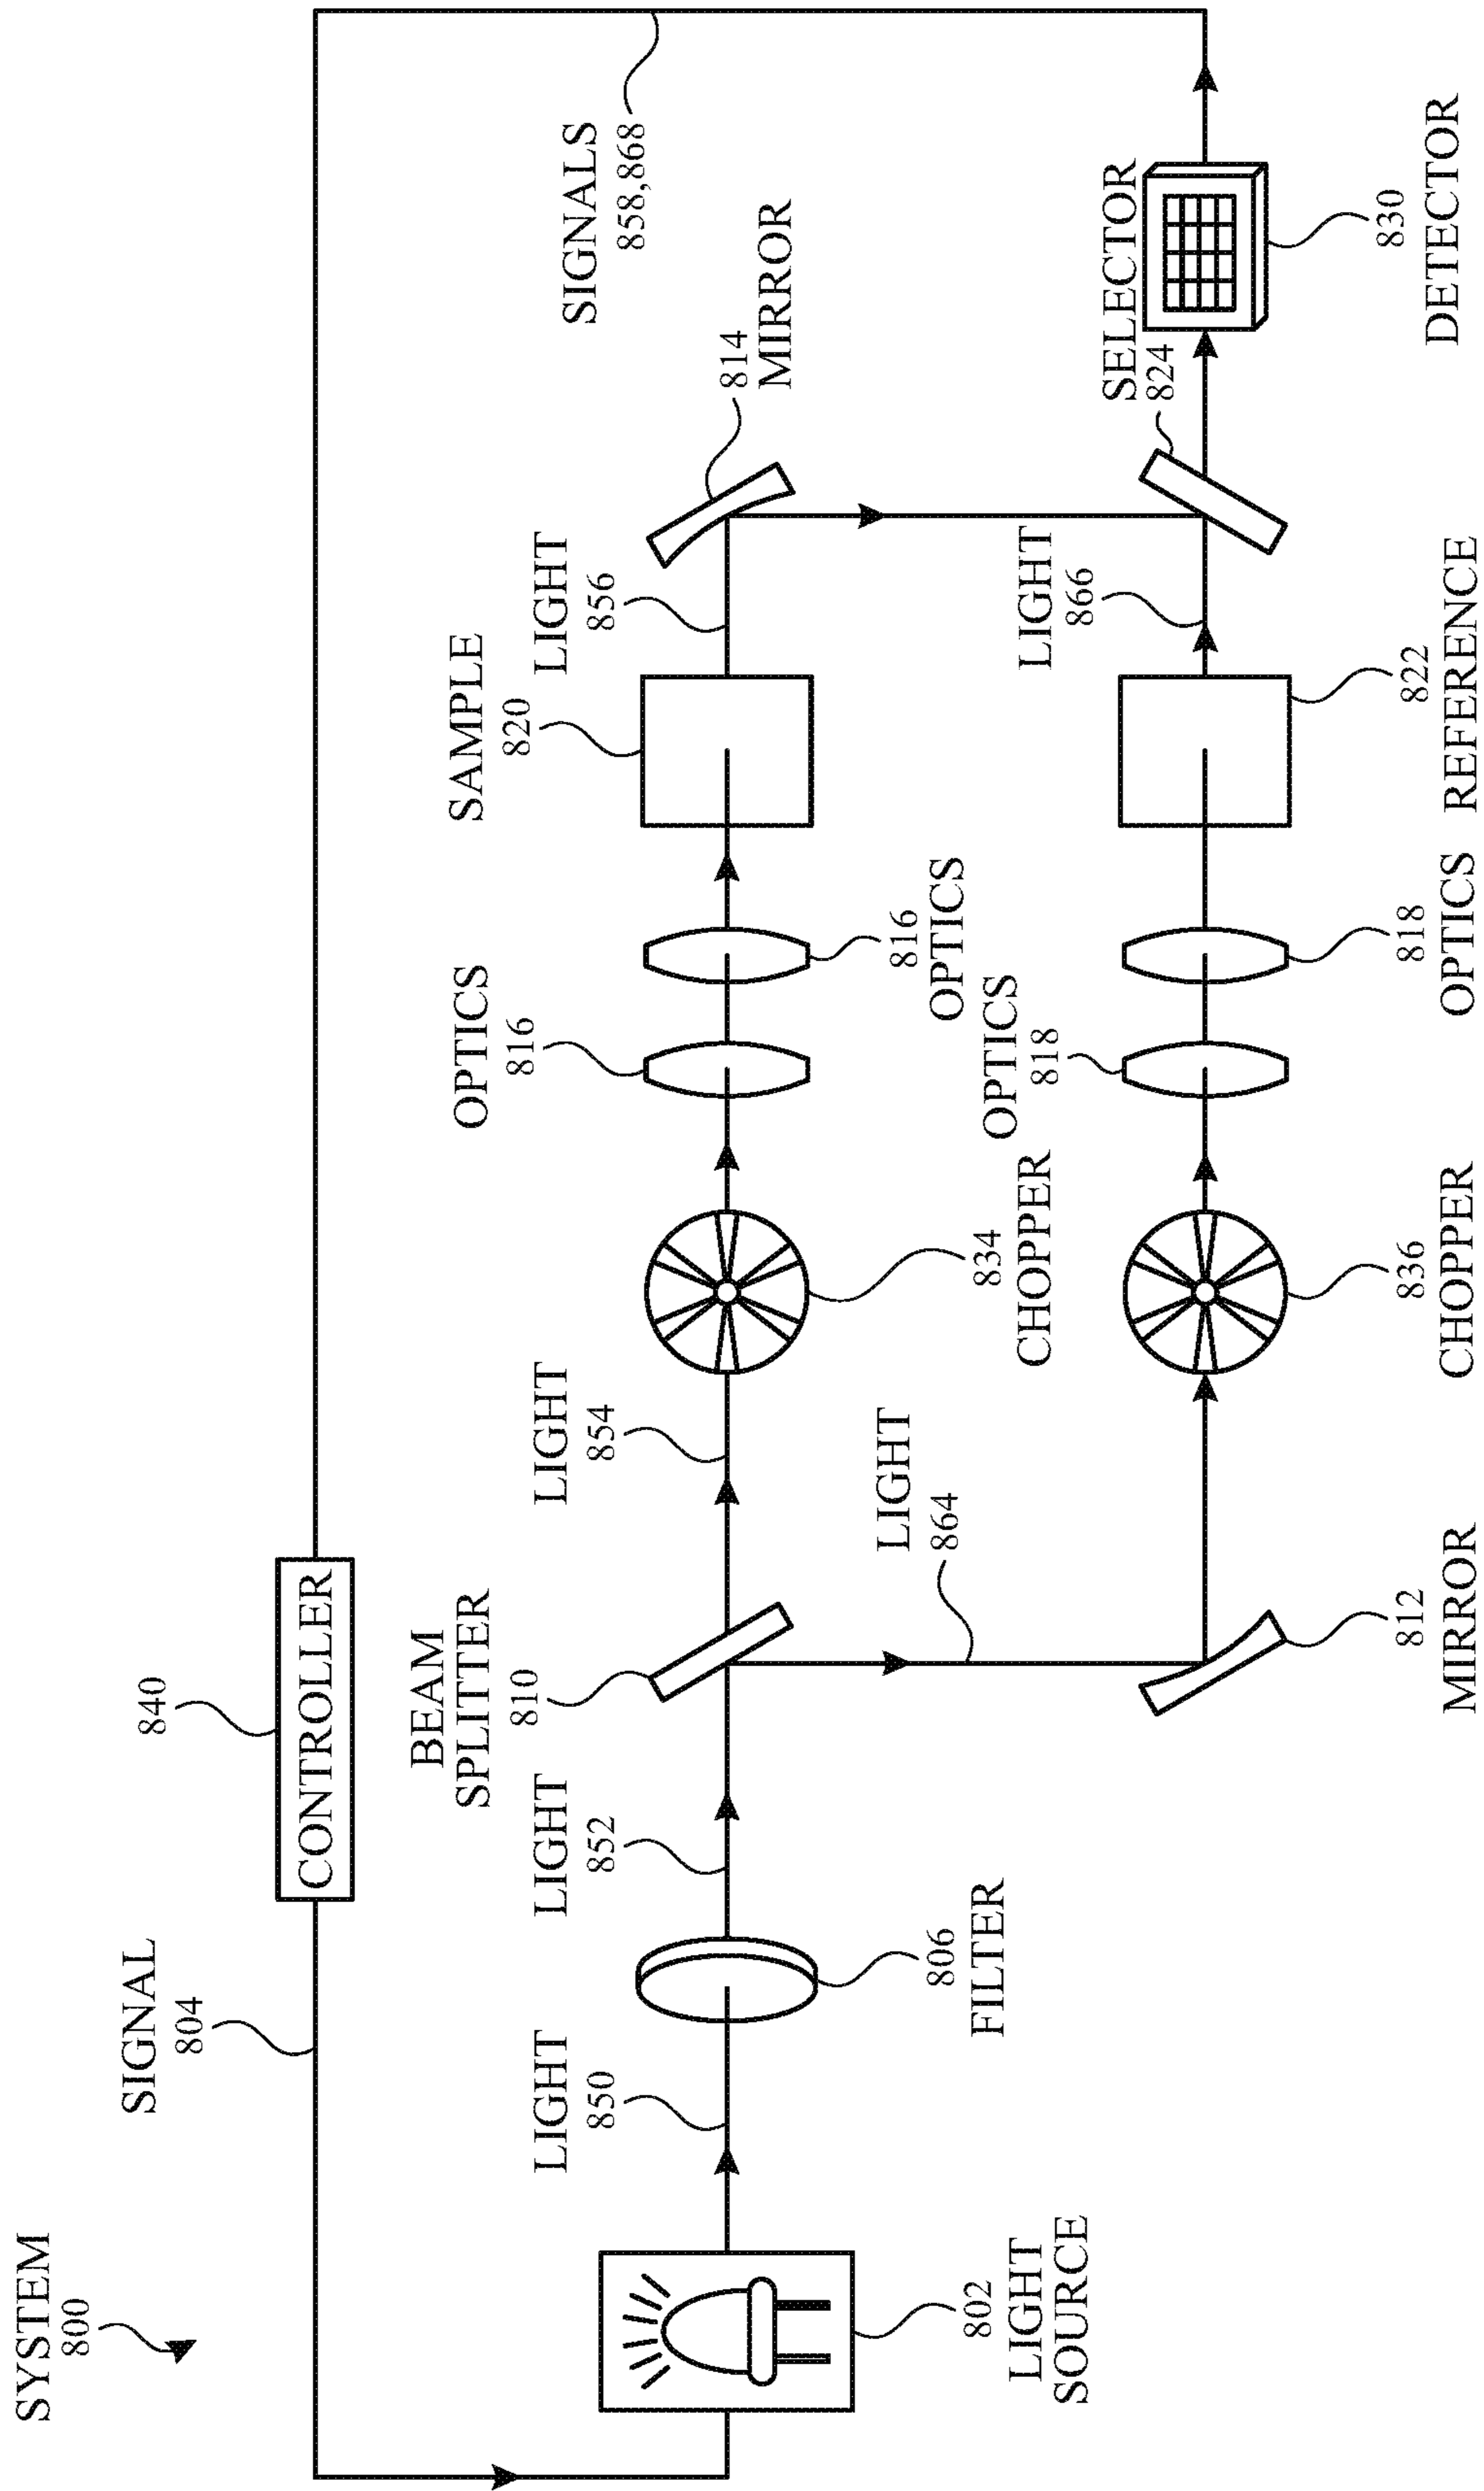 SYSTEM
800
SIGNAL
804
840
CONTROLLER
SIGNALS
858,868
LIGHT
850
LIGHT
852
BEAM
SPLITTER
810
LIGHT
854
OPTICS
816
SAMPLE
820
LIGHT
856
814
MIRROR
802
LIGHT
SOURCE
806
FILTER
LIGHT
864
834
CHOPPER
816
OPTICS
OPTICS
818
LIGHT
866
SELECTOR
824
812
MIRROR
836
CHOPPER
818
OPTICS
822
REFERENCE
830
DETECTOR